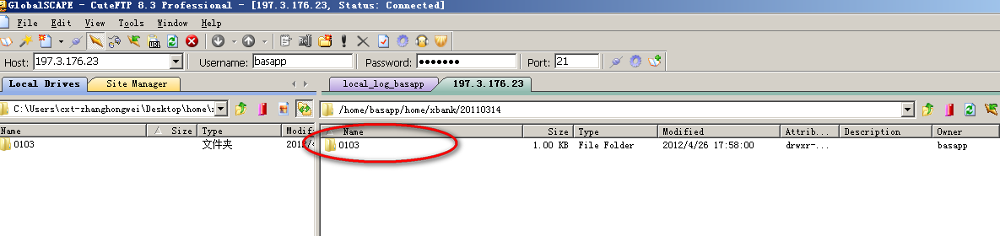 GlobalSCAPE - CuteFTP 8.3 Professional - [197.3.176.23, Status: Connected]
File Edit View Tools Window Help
URL
Host: 197.3.176.23 Username: basapp Password: ●●●●●●● Port: 21
Local Drives Site Manager local_log_basapp 197.3.176.23
C:\Users\cxt-zhanghongwei\Desktop\home\ /home/basapp/home/xbank/20110314
Name Size Type Modif Name Size Type Modified Attrib... Description Owner
0103 文件夹 2012/4 0103 1.00 KB File Folder 2012/4/26 17:58:00 drwxr-... basapp